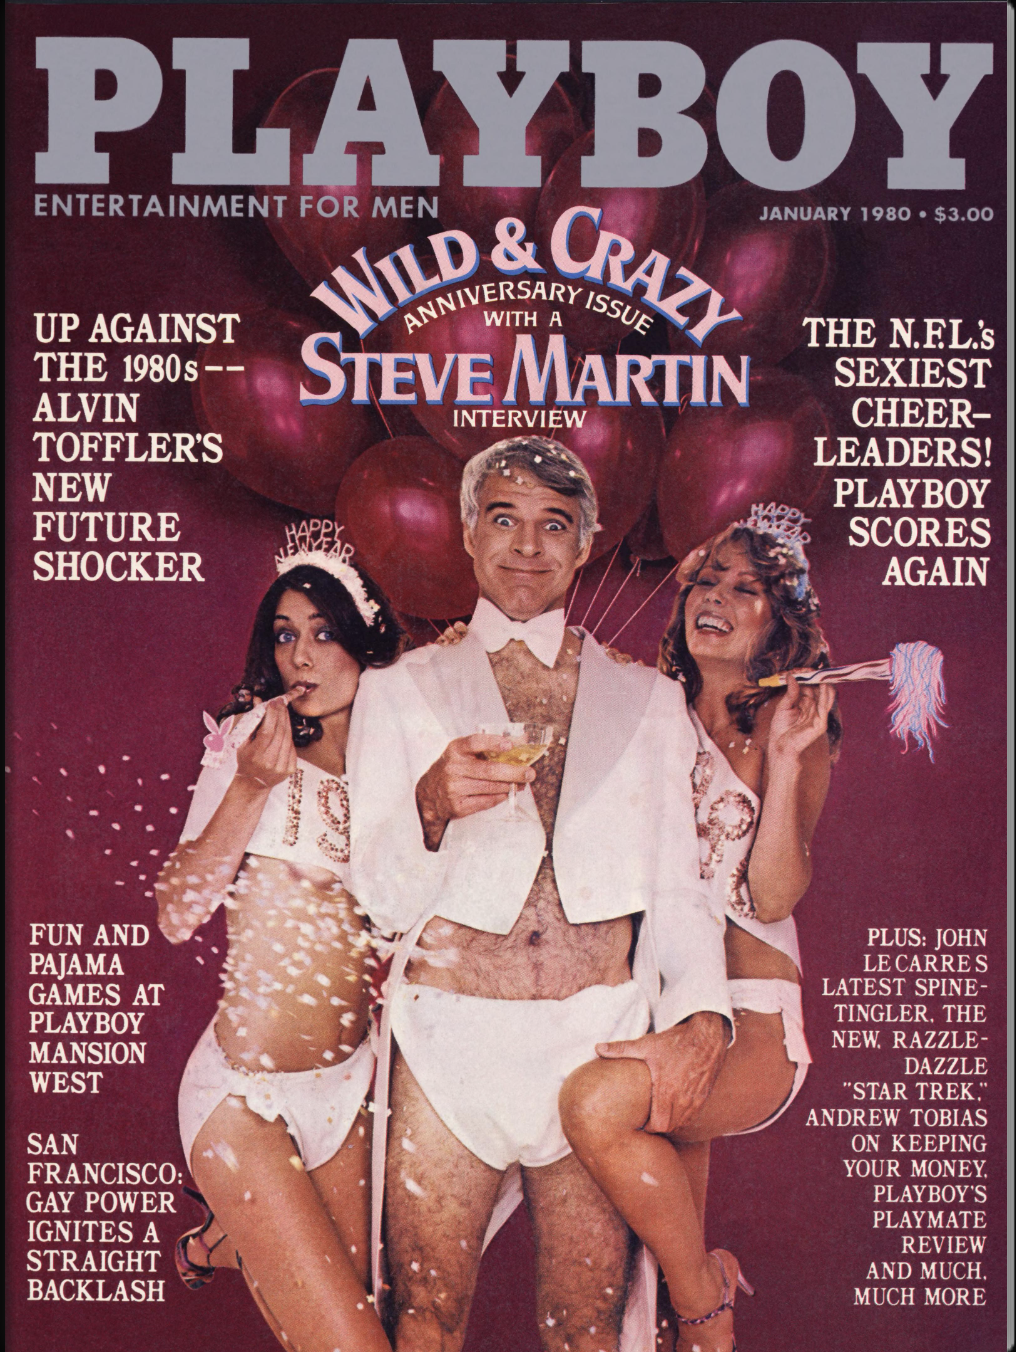 PLAYBOY
ENTERTAINMENT FOR MEN
JANUARY 1980 • $3.00
WILD & CRAZY
ANNIVERSARY ISSUE
WITH A
STEVE MARTIN
INTERVIEW
UP AGAINST
THE 1980s--
ALVIN
TOFFLER'S
NEW
FUTURE
SHOCKER
THE N.F.L.'s
SEXIEST
CHEER-
LEADERS!
PLAYBOY
SCORES
AGAIN
HAPPY
NEW YEAR
HAPPY
NEW YEAR
19
FUN AND
PAJAMA
GAMES AT
PLAYBOY
MANSION
WEST
SAN
FRANCISCO:
GAY POWER
IGNITES A
STRAIGHT
BACKLASH
PLUS: JOHN
LE CARRE S
LATEST SPINE-
TINGLER, THE
NEW, RAZZLE-
DAZZLE
"STAR TREK,"
ANDREW TOBIAS
ON KEEPING
YOUR MONEY,
PLAYBOY'S
PLAYMATE
REVIEW
AND MUCH,
MUCH MORE